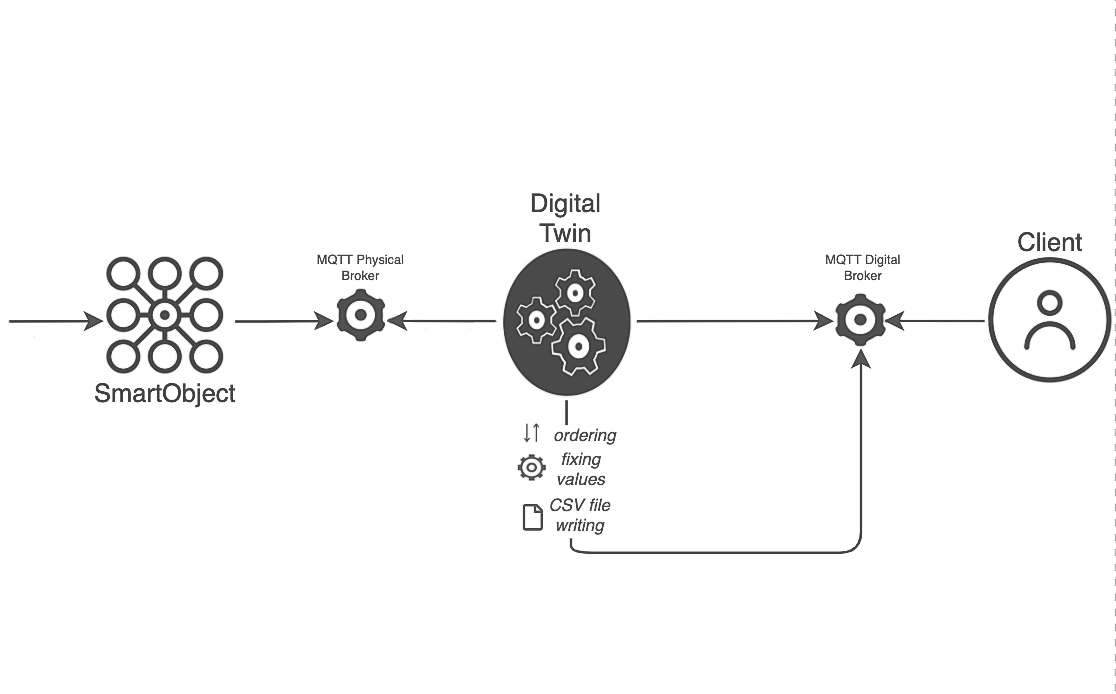 Digital
Twin
MQTT Physical
Broker
MQTT Digital
Broker
Client
SmartObject
ordering
fixing
values
CSV file
writing